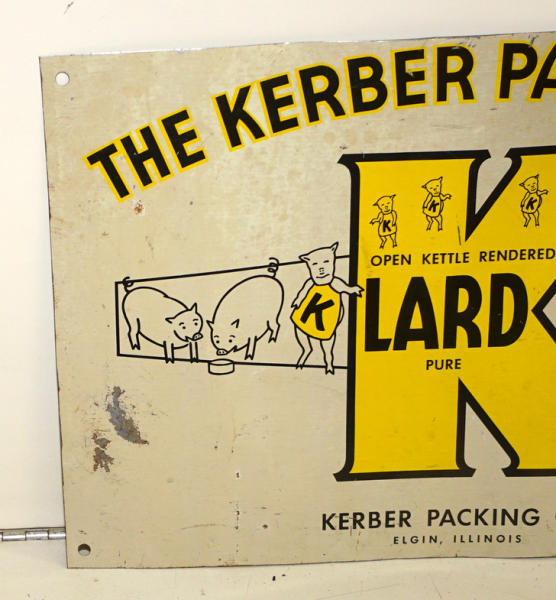 THE KERBER PA
K K K
OPEN KETTLE RENDERED
K
LARD
PURE
K
KERBER PACKING
ELGIN, ILLINOIS